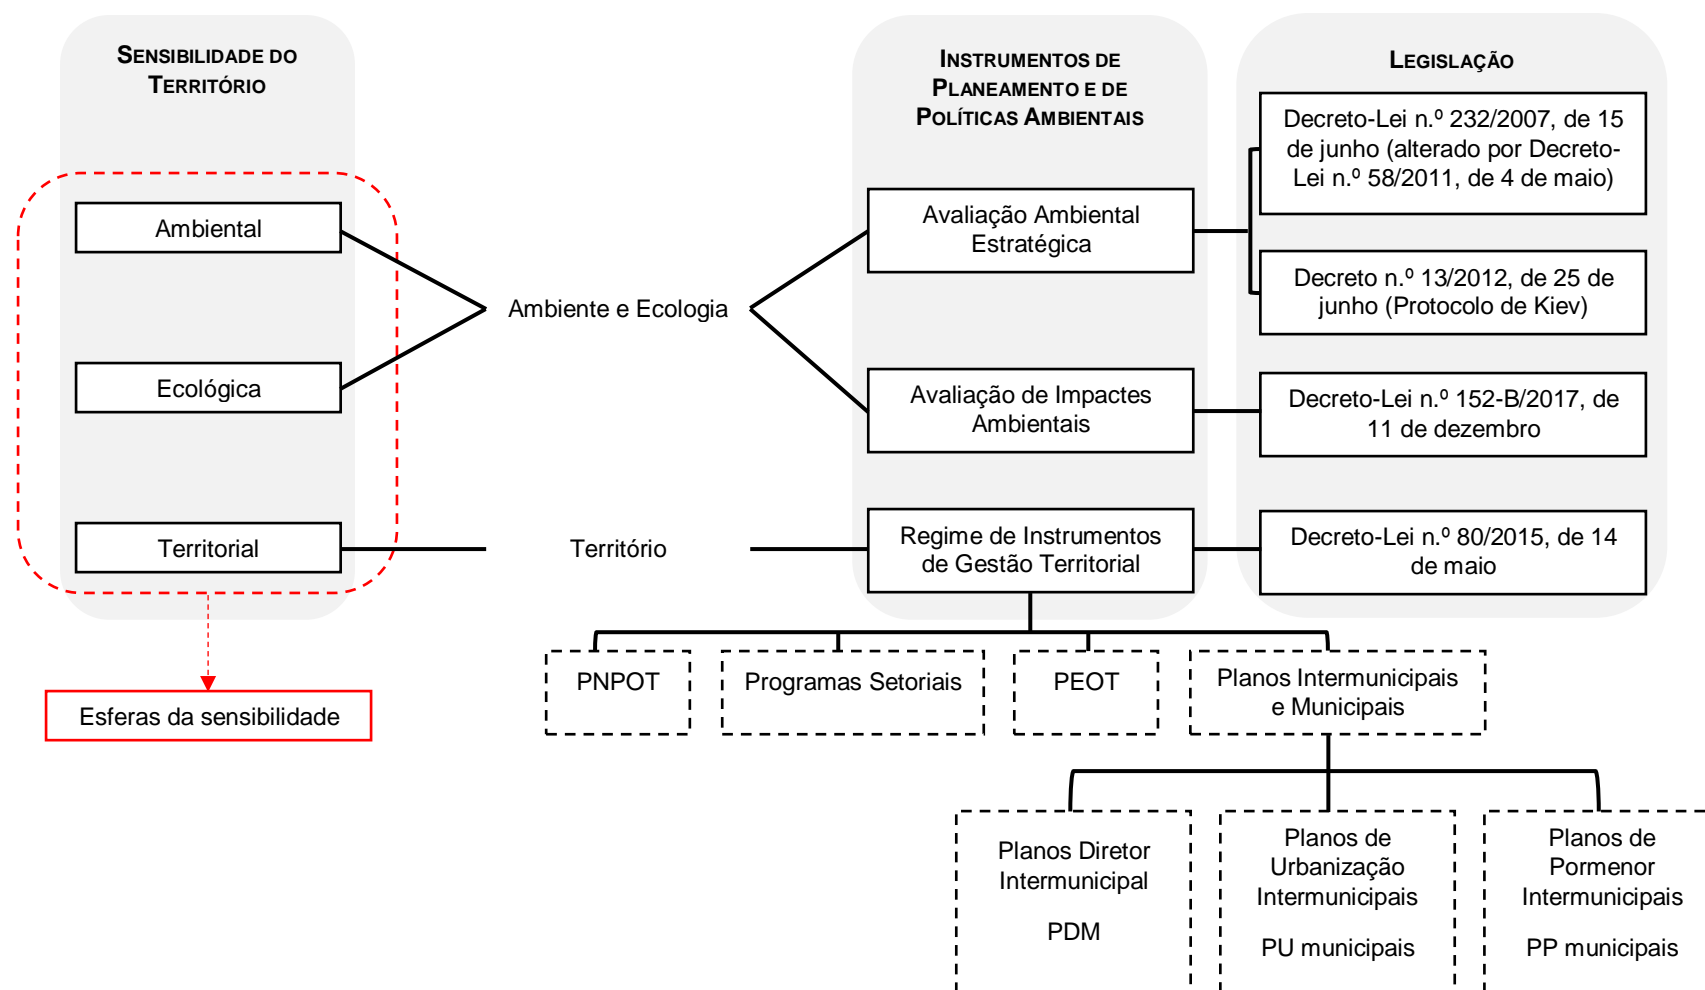 SENSIBILIDADE DO
TERRITÓRIO
INSTRUMENTOS DE
PLANEAMENTO E DE
POLÍTICAS AMBIENTAIS
LEGISLAÇÃO
Decreto-Lei n.º 232/2007, de 15
de junho (alterado por Decreto-
Lei n.º 58/2011, de 4 de maio)
Ambiental
Avaliação Ambiental
Estratégica
Ambiente e Ecologia
Decreto n.º 13/2012, de 25 de
junho (Protocolo de Kiev)
Ecológica
Avaliação de Impactes
Ambientais
Decreto-Lei n.º 152-B/2017, de
11 de dezembro
Territorial
Território
Regime de Instrumentos
de Gestão Territorial
Decreto-Lei n.º 80/2015, de 14
de maio
Esferas da sensibilidade
PNPOT
Programas Setoriais
PEOT
Planos Intermunicipais
e Municipais
Planos Diretor
Intermunicipal
PDM
Planos de
Urbanização
Intermunicipais
PU municipais
Planos de
Pormenor
Intermunicipais
PP municipais